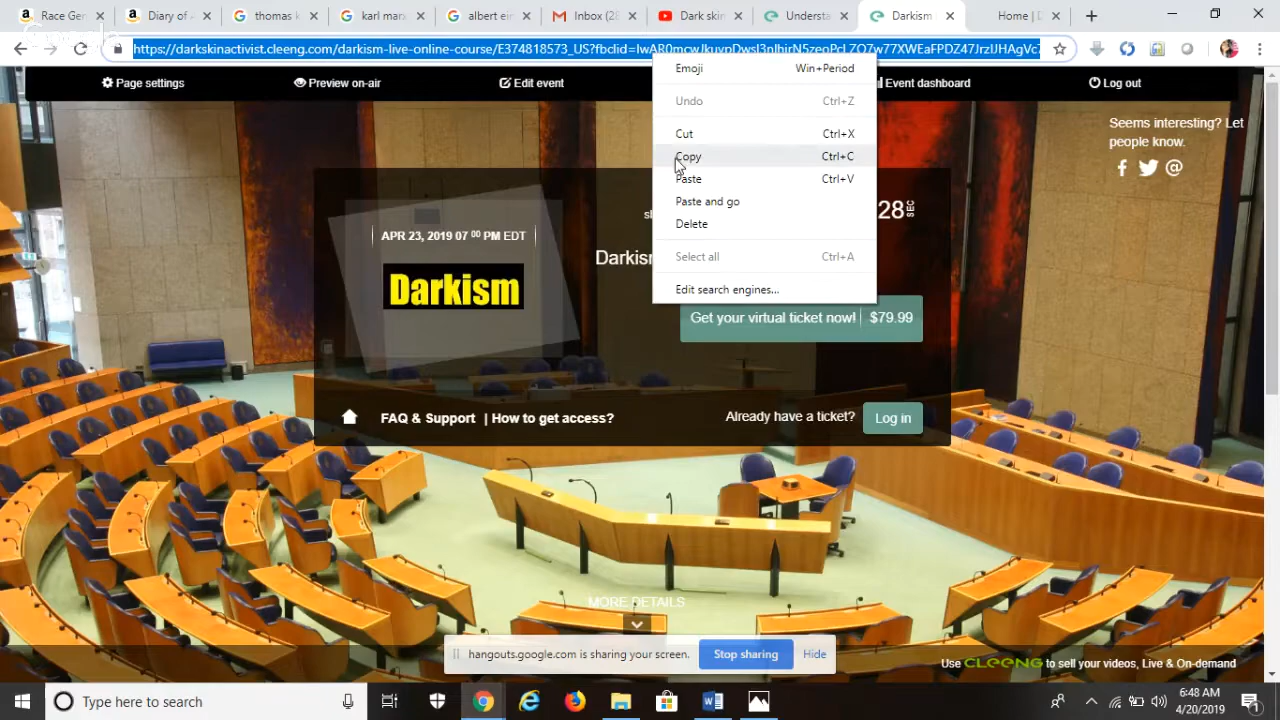 Race Ger
Diary of
thomas k
karl marx
albert ein
Inbox (28
Dark skin
Understa
Darkism
Home | D
https://darkskinactivist.cleeng.com/darkism-live-online-course/E374818573_US?fbclid=
Page settings
Preview on-air
Edit event
Event dashboard
Log out
Emoji Win+Period
Undo Ctrl+Z
Cut Ctrl+X
Copy Ctrl+C
Paste Ctrl+V
Paste and go
Delete
Select all Ctrl+A
Edit search engines...
Seems interesting? Let
people know.
28 SEC
APR 23, 2019 07 00 PM EDT
Darkism
Darkis
Get your virtual ticket now! $79.99
FAQ & Support | How to get access?
Already have a ticket? Log in
MORE DETAILS
hangouts.google.com is sharing your screen. Stop sharing Hide
Use CLEENG to sell your videos, Live & On-demand
Type here to search
6:48 AM
4/20/2019